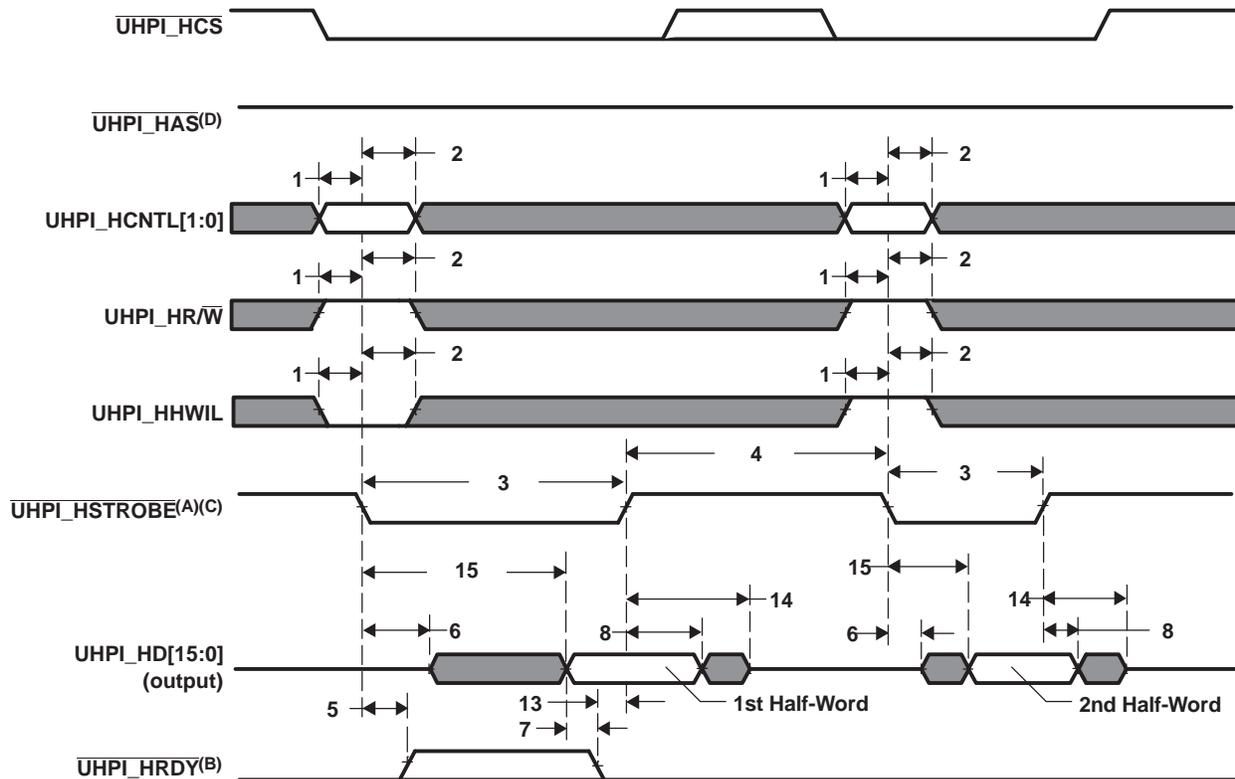 UHPI_HCS
UHPI_HAS(D)
2
1
2
1
UHPI_HCNTL[1:0]
2
1
2
1
UHPI_HR/W
2
1
2
1
UHPI_HHWIL
4
3
3
UHPI_HSTROBE(A)(C)
15
15
14
14
6
8
6
8
UHPI_HD[15:0]
(output)
5
13
1st Half-Word
2nd Half-Word
7
UHPI_HRDY(B)